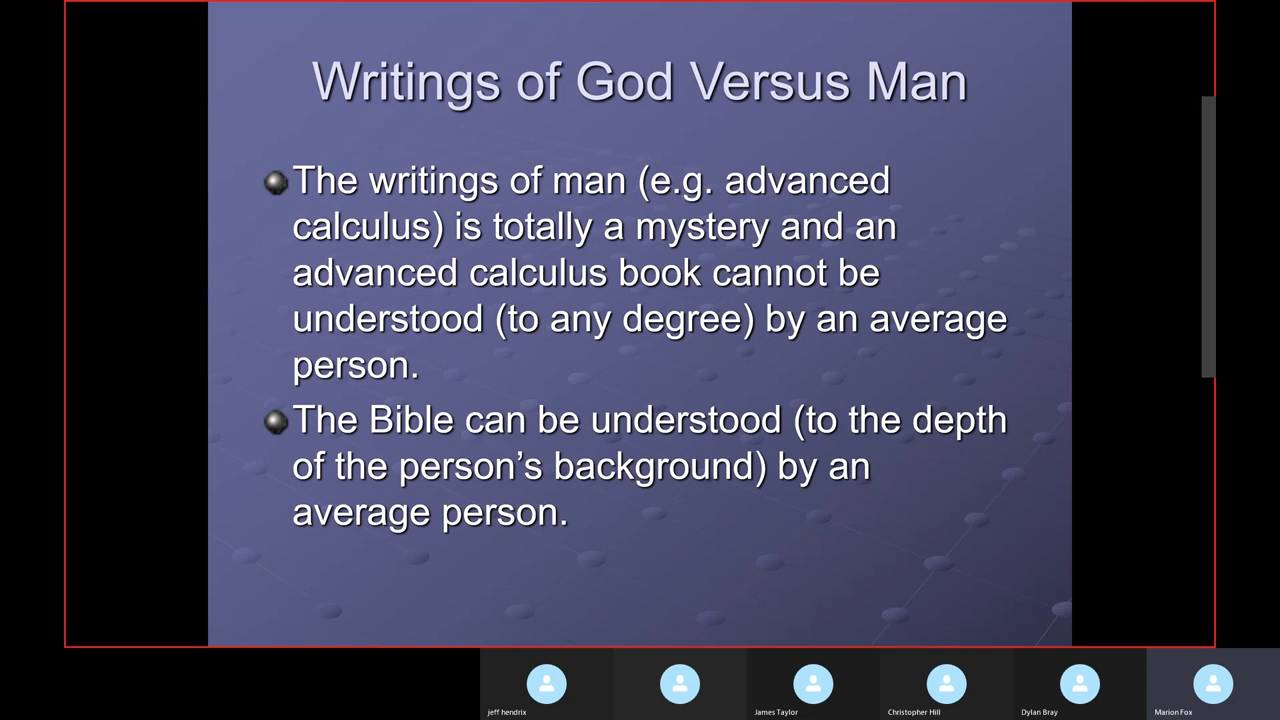 Writings of God Versus Man
The writings of man (e.g. advanced
calculus) is totally a mystery and an
advanced calculus book cannot be
understood (to any degree) by an average
person.
The Bible can be understood (to the depth
of the person’s background) by an
average person.
jeff hendrix
James Taylor
Christopher Hill
Dylan Bray
Marion Fox